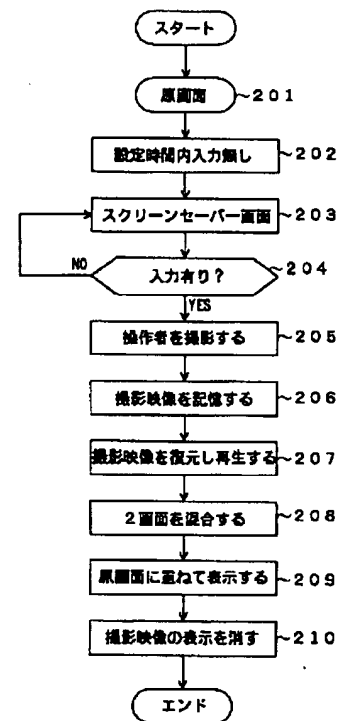 スタート
原画面 ~201
設定時間内入力無し ~202
スクリーンセーバー画面 ~203
入力有り? 204
NO
YES
操作者を撮影する ~205
撮影映像を記憶する ~206
撮影映像を復元し再生する ~207
2画面を混合する ~208
原画面に重ねて表示する ~209
撮影映像の表示を消す ~210
エンド